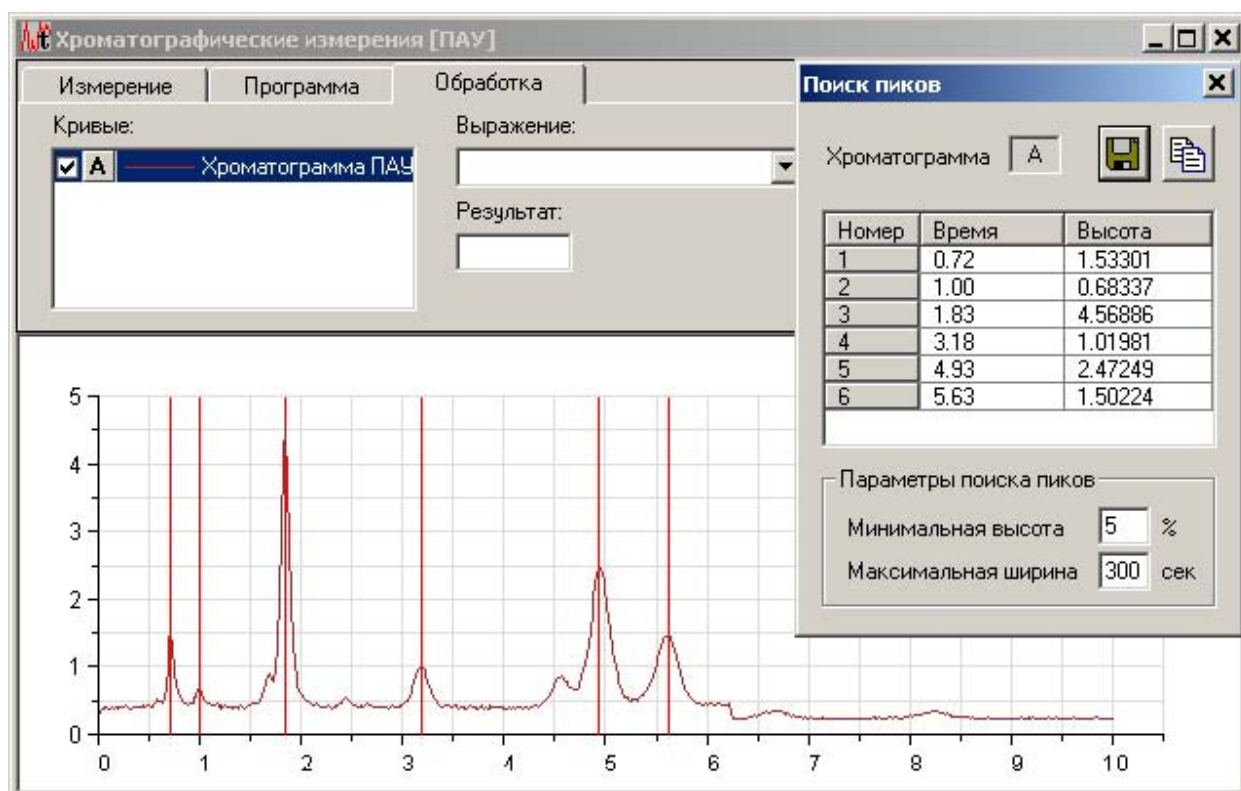 Хроматографические измерения [ПАУ]
Измерение Программа Обработка
Кривые:
A Хроматограмма ПАУ
Выражение:
Результат:
Поиск пиков
Хроматограмма A
Номер Время Высота
1 0.72 1.53301
2 1.00 0.68337
3 1.83 4.56886
4 3.18 1.01981
5 4.93 2.47249
6 5.63 1.50224
Параметры поиска пиков
Минимальная высота 5 %
Максимальная ширина 300 сек
5
4
3
2
1
0
0 1 2 3 4 5 6 7 8 9 10